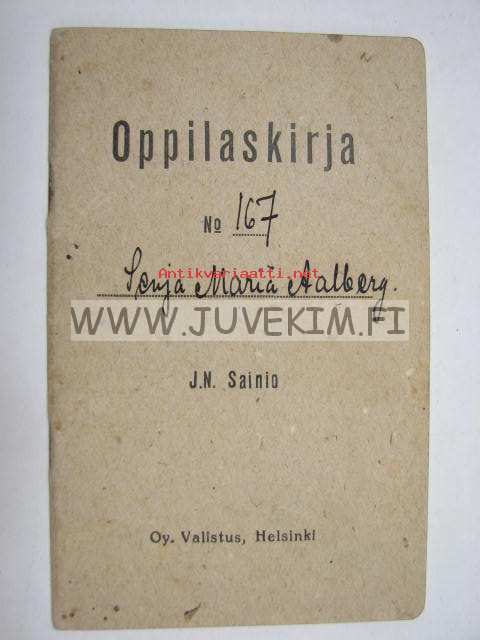 Oppilaskirja
No 167
Antikvariaatti.net
Senja Maria Aalberg.
WWW.JUVEKIM.FI
J.N. Sainio
Oy. Valistus, Helsinki